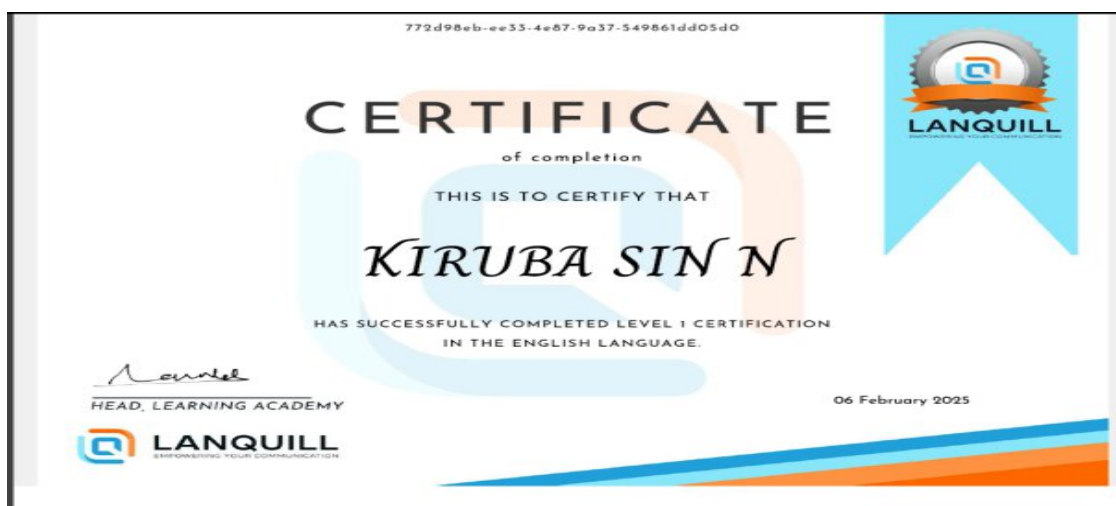 772d98eb-ee33-4e87-9a37-549861dd05d0
CERTIFICATE
of completion
THIS IS TO CERTIFY THAT
KIRUBA SIN N
HAS SUCCESSFULLY COMPLETED LEVEL 1 CERTIFICATION
IN THE ENGLISH LANGUAGE.
HEAD, LEARNING ACADEMY
06 February 2025
LANQUILL
EMPOWERING YOUR COMMUNICATION
LANQUILL
EMPOWERING YOUR COMMUNICATION